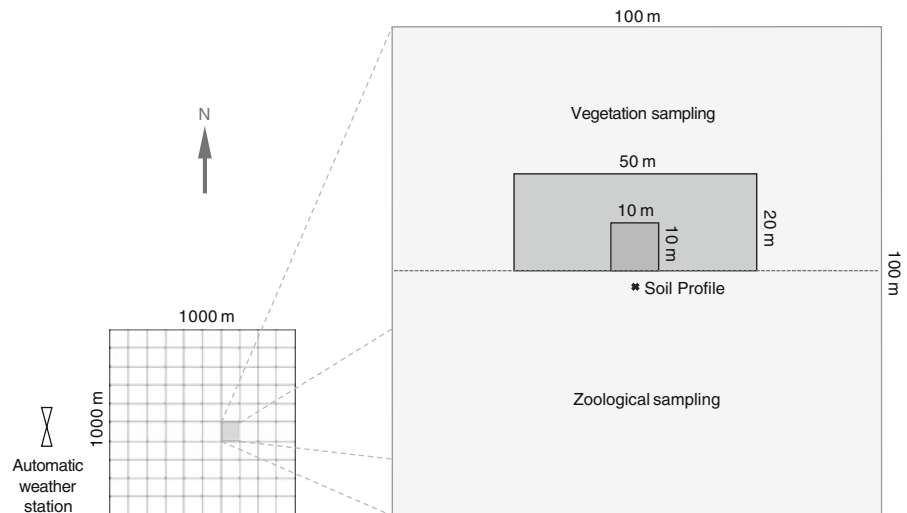 100 m
N
Vegetation sampling
50 m
10 m
10 m
20 m
100 m
Soil Profile
1000 m
1000 m
Zoological sampling
Automatic
weather
station